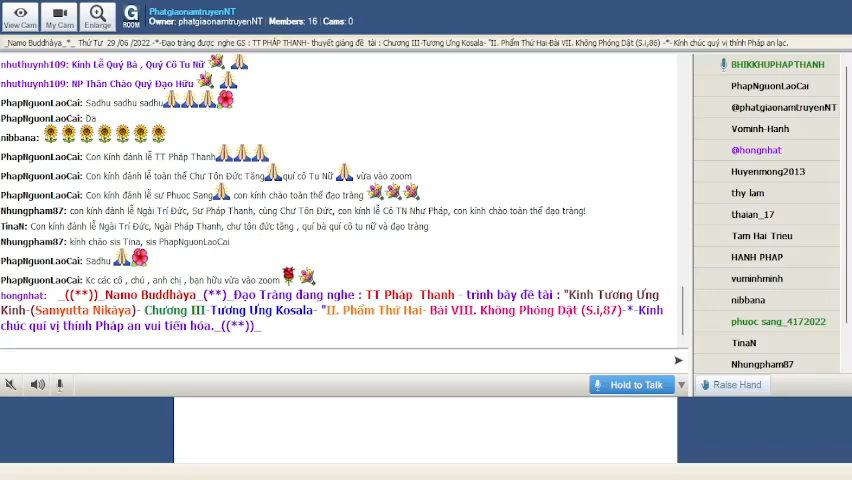 View Cam
My Cam
Enlarge
G
ROOM
PhatgiaonamtruyenNT
Owner: phatgiaonamtruyenNT Members: 16 Cams: 0
_Namo Buddhàya_*_ Thứ Tư 29 /06 /2022 -*-Đạo tràng được nghe GS : TT PHÁP THANH- thuyết giảng đề tài : Chương III-Tương Ưng Kosala- "II. Phẩm Thứ Hai-Bài VII. Không Phóng Dật (S.i,86) -*-Kính chúc quý vị thính Pháp an lạc.
nhuthuynh109: Kính Lễ Quý Bà , Quý Cô Tu Nữ
nhuthuynh109: NP Thân Chào Quý Đạo Hữu
PhapNguonLaoCai: Sadhu sadhu sadhu
PhapNguonLaoCai: Da
nibbana:
PhapNguonLaoCai: Con Kính đảnh lễ TT Pháp Thanh
PhapNguonLaoCai: Con kính đảnh lễ toàn thể Chư Tôn Đức Tăng quí cô Tu Nữ vừa vào zoom
PhapNguonLaoCai: Con kính đảnh lễ sư Phuoc Sang con kính chào toàn thể đạo tràng
Nhungpham87: con kính đảnh lễ Ngài Trí Đức, Sư Pháp Thanh, cùng Chư Tôn Đức, con kính lễ Cô TN Như Pháp, con kính chào toàn thể đạo tràng!
TinaN: Con kính đảnh lễ Ngài Trí Đức, Ngài Pháp Thanh, chư tôn đức tăng , quí bà quí cô tu nữ và đạo tràng
Nhungpham87: kính chào sis Tina, sis PhapNguonLaoCai
PhapNguonLaoCai: Sadhu
PhapNguonLaoCai: Kc các cô , chú , anh chị , bạn hữu vừa vào zoom
hongnhat: _((**))_Namo Buddhàya_(**)_Đạo Tràng đang nghe : TT Pháp Thanh - trình bày đề tài : "Kinh Tương Ưng
Kinh-(Samyutta Nikàya)- Chương III-Tương Ưng Kosala- "II. Phẩm Thứ Hai- Bài VIII. Không Phóng Dật (S.i,87)-*-Kính
chúc quí vị thính Pháp an vui tiến hóa._((**))_
BHIKKHUPHAPTHANH
PhapNguonLaoCai
@phatgiaonamtruyenNT
Vominh-Hanh
@hongnhat
Huyenmong2013
thy lam
thaian_17
Tam Hai Trieu
HANH PHAP
vuminhminh
nibbana
phuoc sang_4172022
TinaN
Nhungpham87
Hold to Talk
Raise Hand